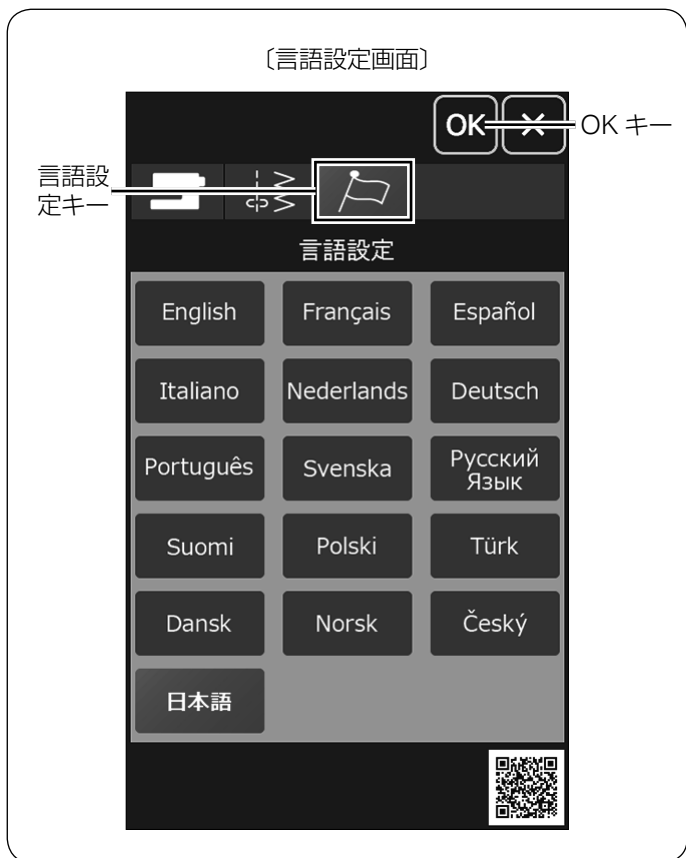 〔言語設定画面〕
OK
OK キー
言語設
定キー
言語設定
English
Français
Español
Italiano
Nederlands
Deutsch
Português
Svenska
Русский
Язык
Suomi
Polski
Türk
Dansk
Norsk
Český
日本語